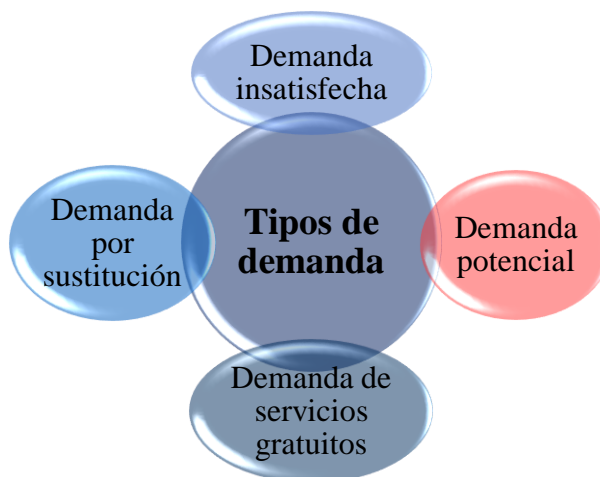 Demanda
insatisfecha
Demanda
por
sustitución
Tipos de
demanda
Demanda
potencial
Demanda de
servicios
gratuitos